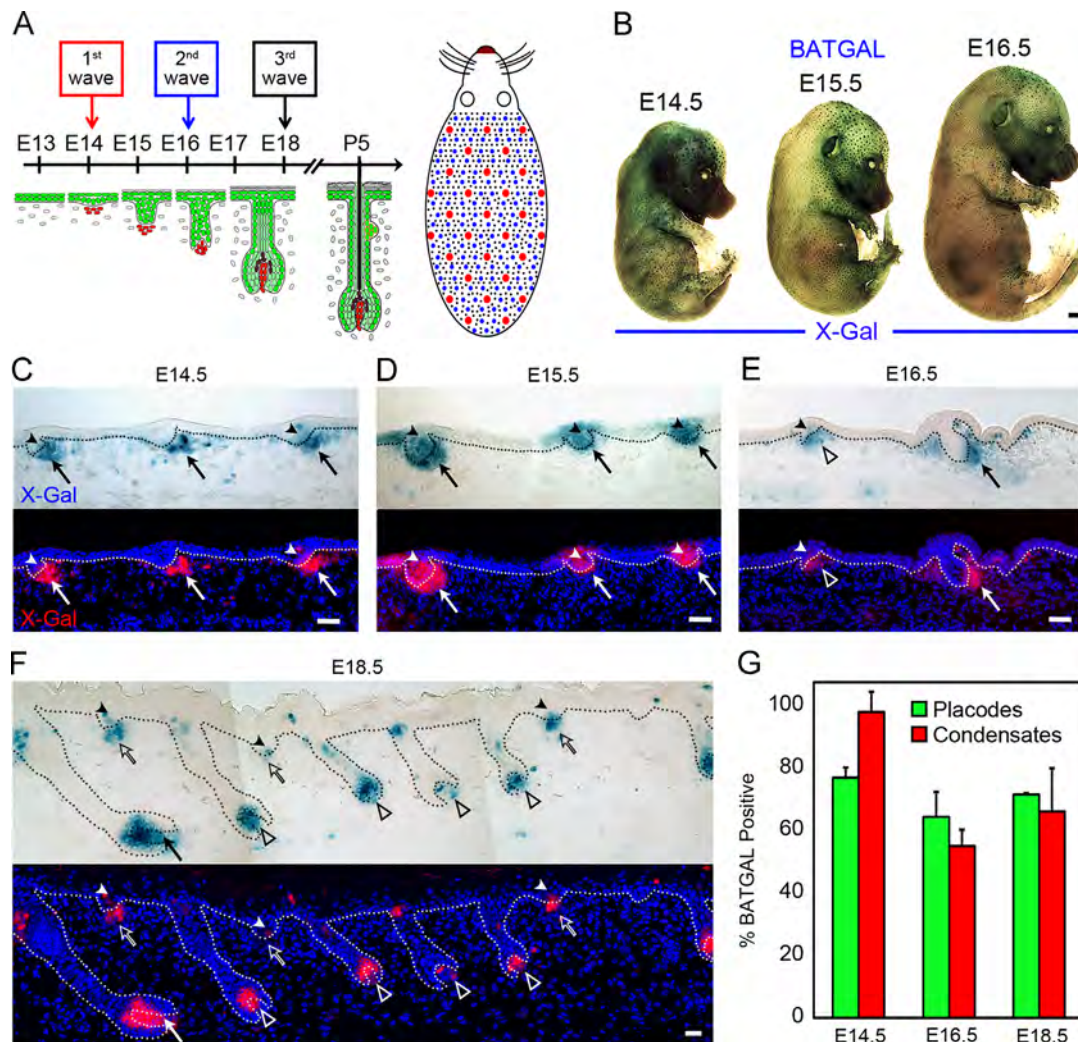 A
1st wave
2nd wave
3rd wave
E13 E14 E15 E16 E17 E18 P5
B
BATGAL
E14.5
E15.5
E16.5
X-Gal
C
E14.5
X-Gal
X-Gal
D
E15.5
E
E16.5
F
E18.5
G
% BATGAL Positive
100
80
60
40
20
0
Placodes
Condensates
E14.5 E16.5 E18.5